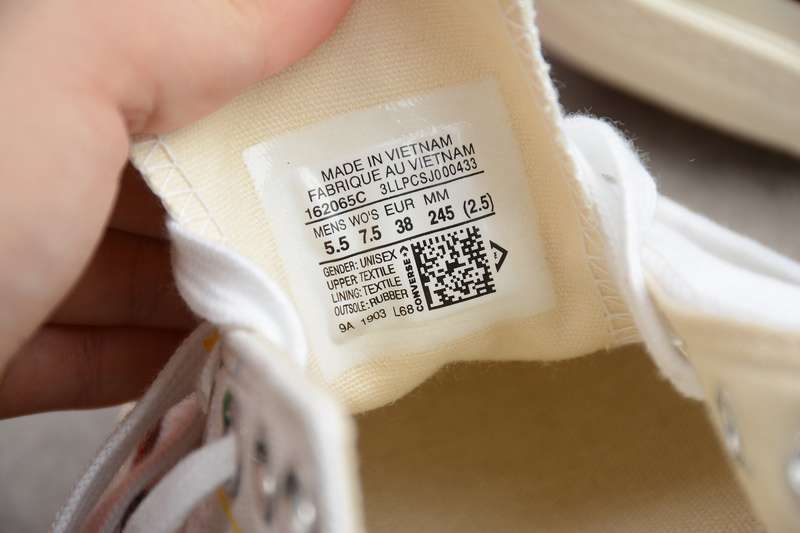 MADE IN VIETNAM
FABRIQUE AU VIETNAM
162065C 3LLPCSJ000433
MENS WO'S EUR MM
5.5 7.5 38 245 (2.5)
GENDER: UNISEX
UPPER: TEXTILE
LINING: TEXTILE
OUTSOLE: RUBBER
CONVERSE
9A 1903 L68